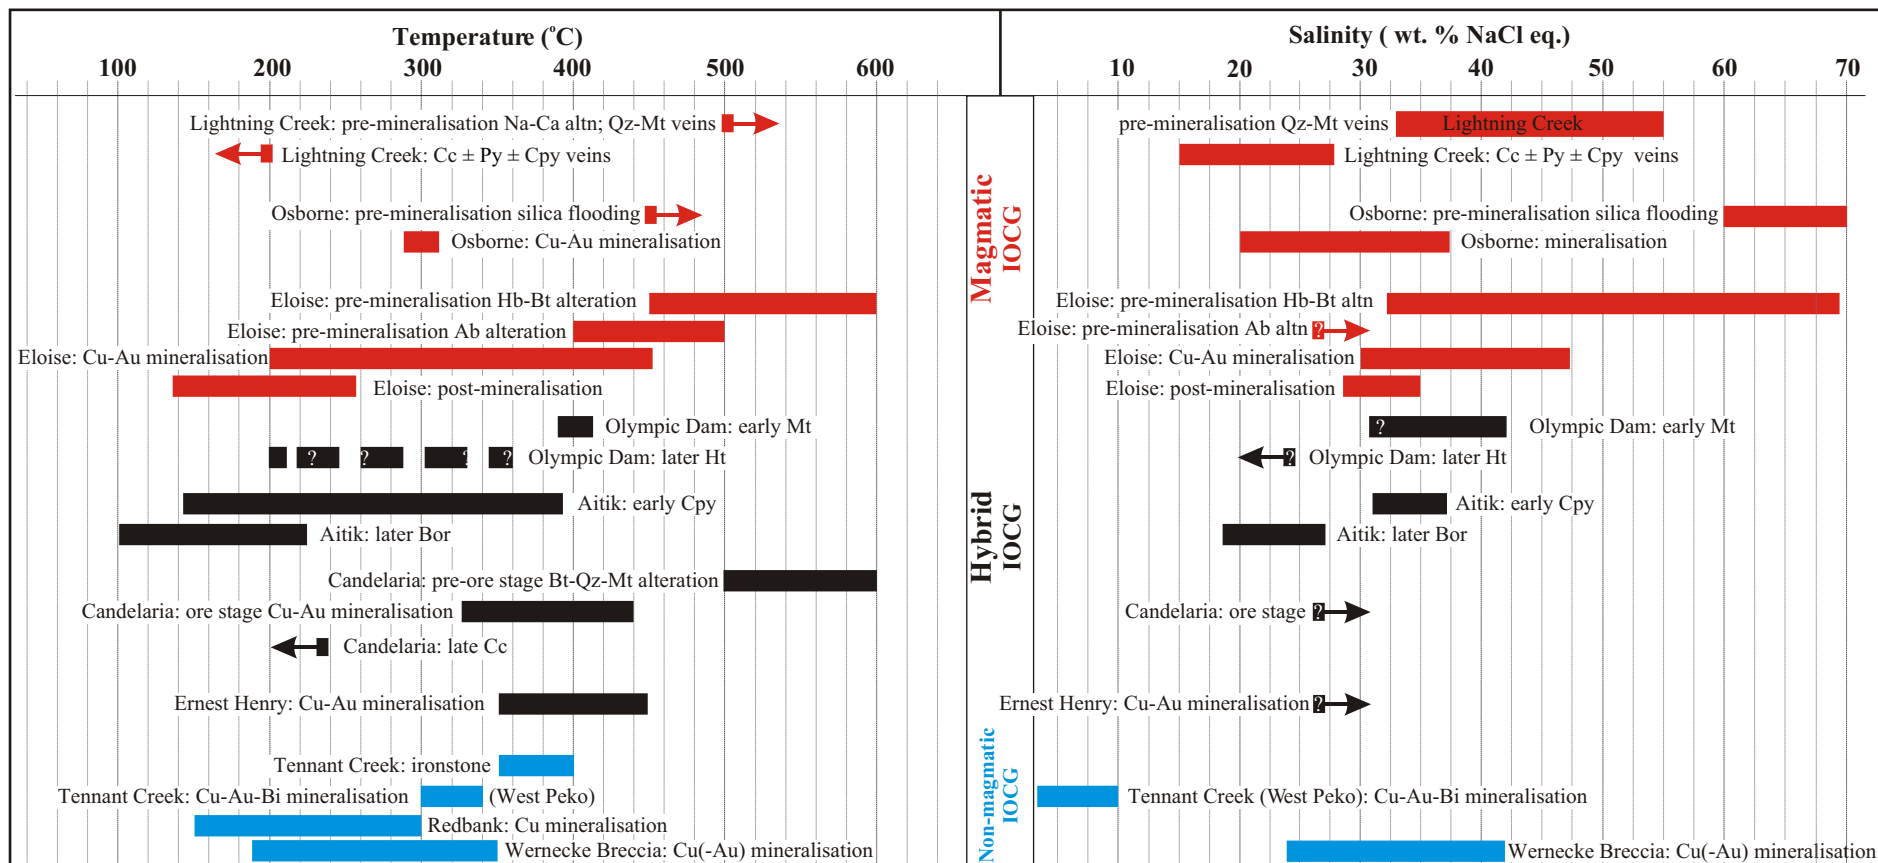 Temperature (°C)
100 200 300 400 500 600
Lightning Creek: pre-mineralisation Na-Ca altn; Qz-Mt veins
Lightning Creek: Cc ± Py ± Cpy veins
Osborne: pre-mineralisation silica flooding
Osborne: Cu-Au mineralisation
Eloise: pre-mineralisation Hb-Bt alteration
Eloise: pre-mineralisation Ab alteration
Eloise: Cu-Au mineralisation
Eloise: post-mineralisation
Olympic Dam: early Mt
? ? ? ? Olympic Dam: later Ht
Aitik: early Cpy
Aitik: later Bor
Candelaria: pre-ore stage Bt-Qz-Mt alteration
Candelaria: ore stage Cu-Au mineralisation
Candelaria: late Cc
Ernest Henry: Cu-Au mineralisation
Tennant Creek: ironstone
Tennant Creek: Cu-Au-Bi mineralisation (West Peko)
Redbank: Cu mineralisation
Wernecke Breccia: Cu(-Au) mineralisation
Magmatic
IOCG
Hybrid
IOCG
Non-magmatic
IOCG
Salinity ( wt. % NaCl eq.)
10 20 30 40 50 60 70
pre-mineralisation Qz-Mt veins Lightning Creek
Lightning Creek: Cc ± Py ± Cpy veins
Osborne: pre-mineralisation silica flooding
Osborne: mineralisation
Eloise: pre-mineralisation Hb-Bt altn
Eloise: pre-mineralisation Ab altn ?
Eloise: Cu-Au mineralisation
Eloise: post-mineralisation
? Olympic Dam: early Mt
? Olympic Dam: later Ht
Aitik: early Cpy
Aitik: later Bor
Candelaria: ore stage ?
Ernest Henry: Cu-Au mineralisation ?
Tennant Creek (West Peko): Cu-Au-Bi mineralisation
Wernecke Breccia: Cu(-Au) mineralisation